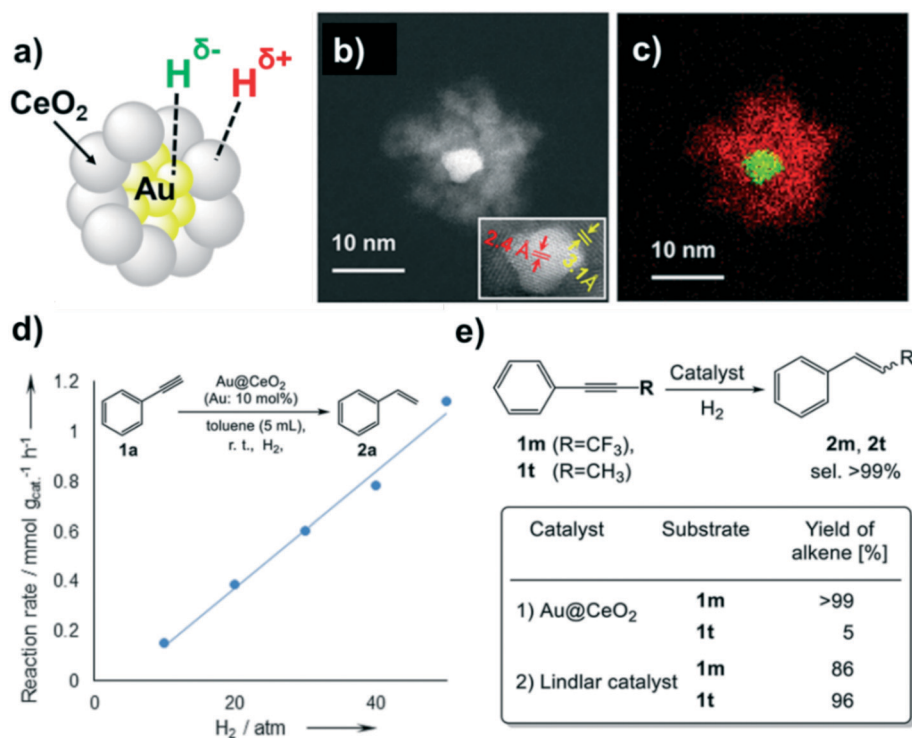 a)
H δ-
H δ+
CeO2
Au
b)
10 nm
2.4 Å
3.1Å
c)
10 nm
d)
Reaction rate / mmol gcat.-1 h-1
1.2
1
0.8
0.6
0.4
0.2
0
0
20
40
H2 / atm
1a
Au@CeO2
(Au: 10 mol%)
toluene (5 mL),
r. t., H2,
2a
e)
R
Catalyst
H2
R
1m (R=CF3),
1t (R=CH3)
2m, 2t
sel. >99%
Catalyst Substrate Yield of
alkene [%]
1) Au@CeO2 1m >99
1t 5
2) Lindlar catalyst 1m 86
1t 96